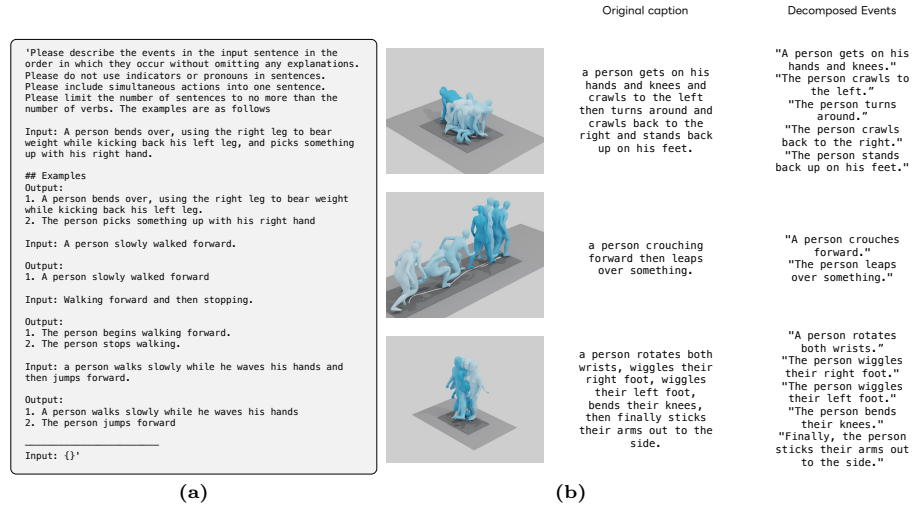 'Please describe the events in the input sentence in the
order in which they occur without omitting any explanations.
Please do not use indicators or pronouns in sentences.
Please include simultaneous actions into one sentence.
Please limit the number of sentences to no more than the
number of verbs. The examples are as follows
Input: A person bends over, using the right leg to bear
weight while kicking back his left leg, and picks something
up with his right hand.
## Examples
Output:
1. A person bends over, using the right leg to bear weight
while kicking back his left leg.
2. The person picks something up with his right hand
Input: A person slowly walked forward.
Output:
1. A person slowly walked forward
Input: Walking forward and then stopping.
Output:
1. The person begins walking forward.
2. The person stops walking.
Input: a person walks slowly while he waves his hands and
then jumps forward.
Output:
1. A person walks slowly while he waves his hands
2. The person jumps forward
Input: {}'
(a)
Original caption
Decomposed Events
a person gets on his
hands and knees and
crawls to the left
then turns around and
crawls back to the
right and stands back
up on his feet.
"A person gets on his
hands and knees."
"The person crawls to
the left.”
"The person turns
around.”
"The person crawls
back to the right."
"The person stands
back up on his feet."
a person crouching
forward then leaps
over something.
"A person crouches
forward."
"The person leaps
over something."
a person rotates both
wrists, wiggles their
right foot, wiggles
their left foot,
bends their knees,
then finally sticks
their arms out to the
side.
"A person rotates
both wrists.”
"The person wiggles
their right foot."
"The person wiggles
their left foot."
"The person bends
their knees."
"Finally, the person
sticks their arms out
to the side."
(b)